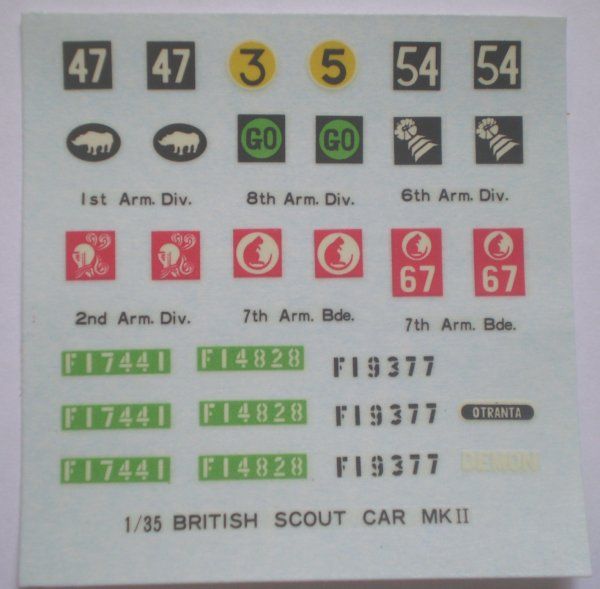 47 47 3 5 54 54
GO GO
1st Arm. Div. 8th Arm. Div. 6th Arm. Div.
67 67
2nd Arm. Div. 7th Arm. Bde. 7th Arm. Bde.
F17441 F14828 F19377
F17441 F14828 F19377 OTRANTA
F17441 F14828 F19377 DEMON
1/35 BRITISH SCOUT CAR MK II